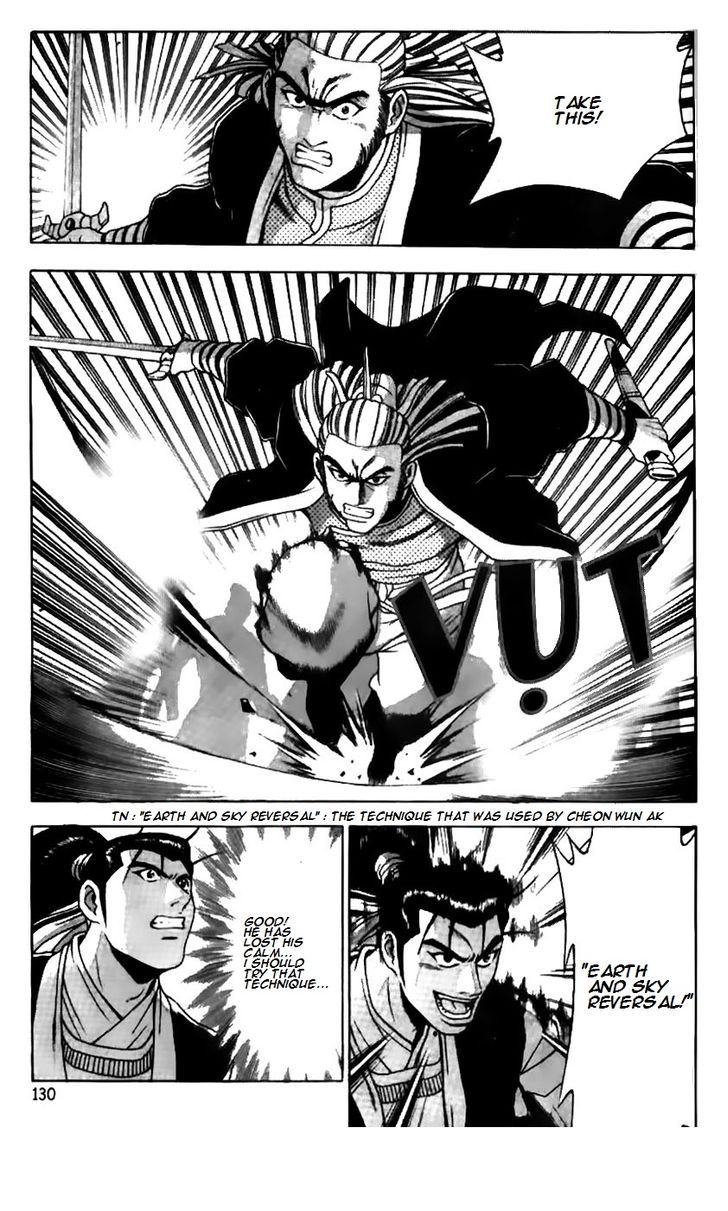 TAKE
THIS!
VỤT
TN : "EARTH AND SKY REVERSAL" : THE TECHNIQUE THAT WAS USED BY CHEON WUN AK
GOOD!
HE HAS
LOST HIS
CALM...
I SHOULD
TRY THAT
TECHNIQUE...
"EARTH
AND SKY
REVERSAL!"
130